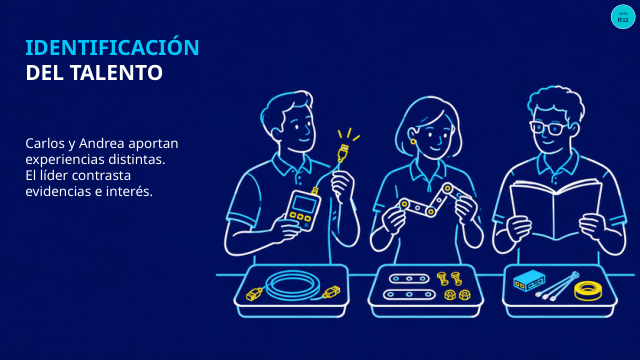 IDENTIFICACIÓN
DEL TALENTO
Carlos y Andrea aportan
experiencias distintas.
El líder contrasta
evidencias e interés.
R11